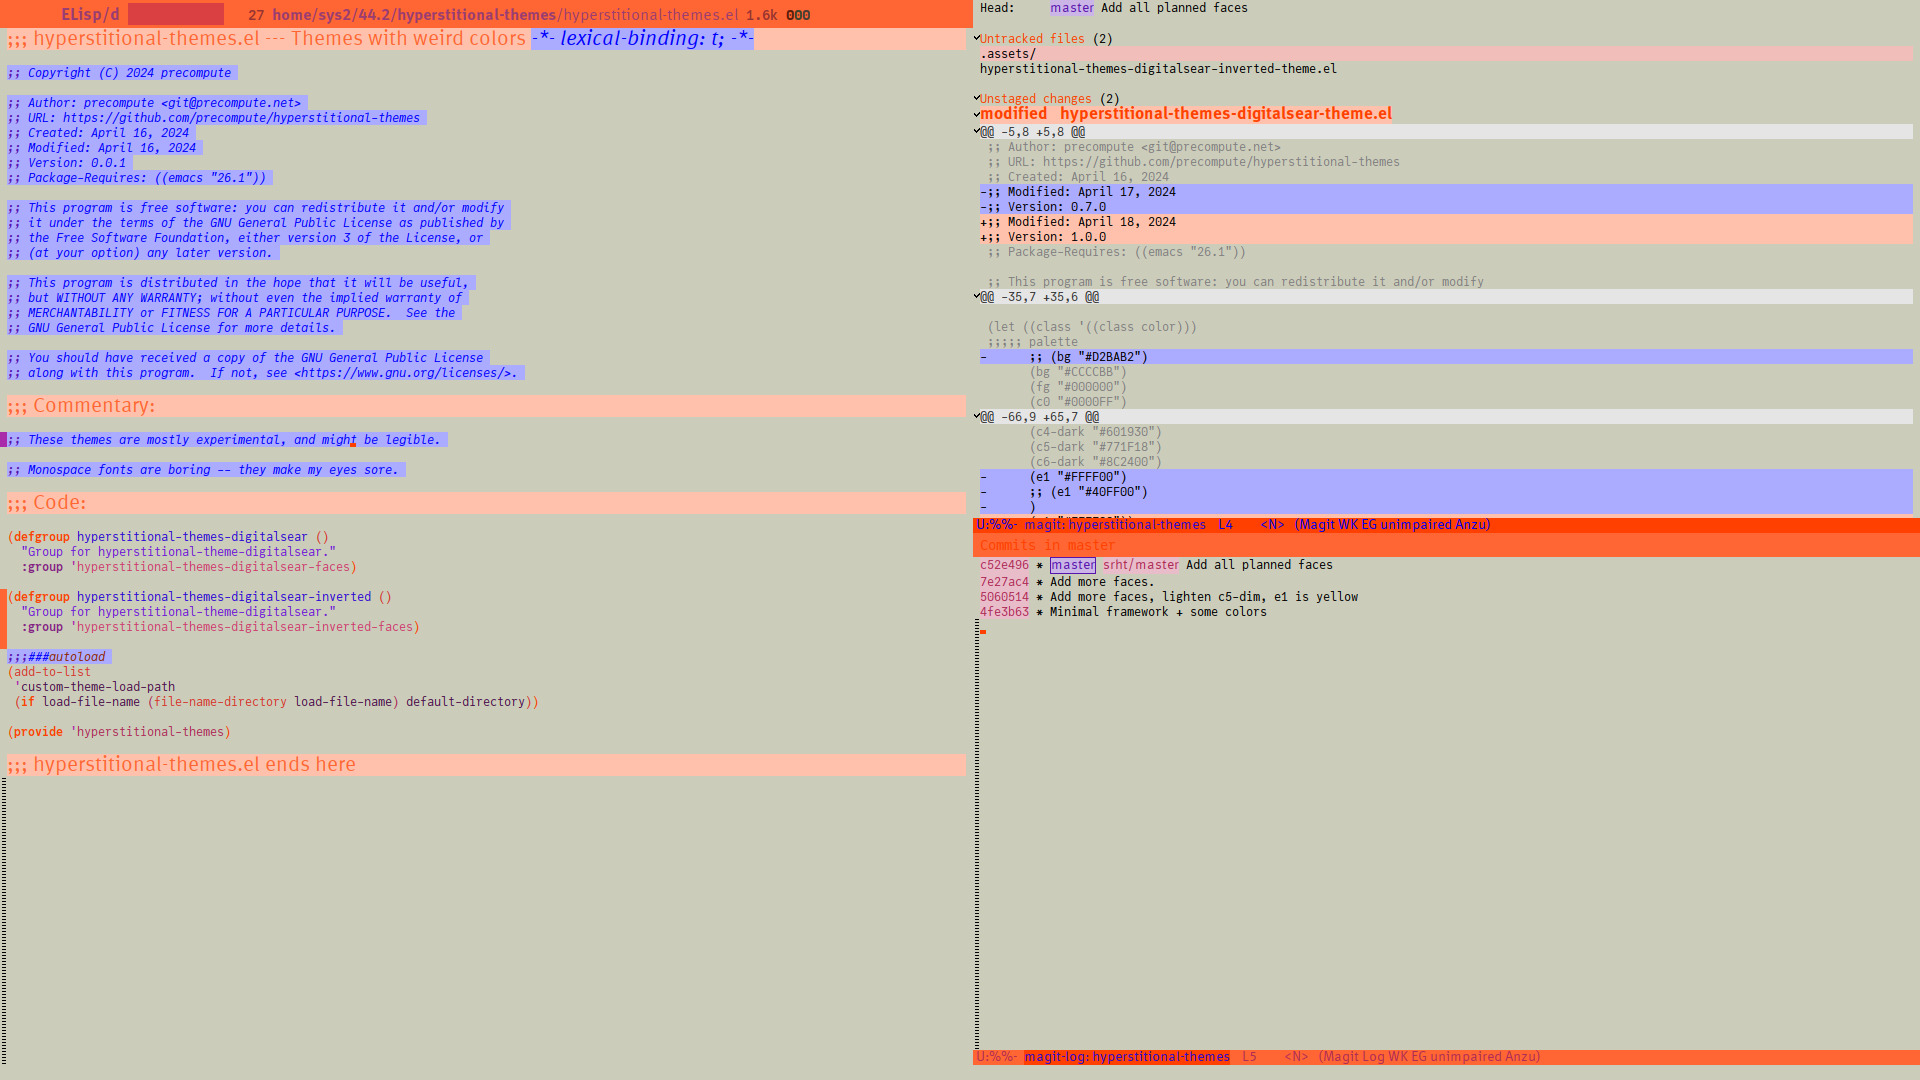 ELisp/d 27 home/sys2/44.2/hyperstitional-themes/hyperstitional-themes.el 1.6k 000
;;; hyperstitional-themes.el --- Themes with weird colors -*- lexical-binding: t; -*-
;; Copyright (C) 2024 precompute
;; Author: precompute <git@precompute.net>
;; URL: https://github.com/precompute/hyperstitional-themes
;; Created: April 16, 2024
;; Modified: April 16, 2024
;; Version: 0.0.1
;; Package-Requires: ((emacs "26.1"))
;; This program is free software: you can redistribute it and/or modify
;; it under the terms of the GNU General Public License as published by
;; the Free Software Foundation, either version 3 of the License, or
;; (at your option) any later version.
;; This program is distributed in the hope that it will be useful,
;; but WITHOUT ANY WARRANTY; without even the implied warranty of
;; MERCHANTABILITY or FITNESS FOR A PARTICULAR PURPOSE.  See the
;; GNU General Public License for more details.
;; You should have received a copy of the GNU General Public License
;; along with this program.  If not, see <https://www.gnu.org/licenses/>.
;;; Commentary:
;; These themes are mostly experimental, and might be legible.
;; Monospace fonts are boring -- they make my eyes sore.
;;; Code:
(defgroup hyperstitional-themes-digitalsear ()
  "Group for hyperstitional-theme-digitalsear."
  :group 'hyperstitional-themes-digitalsear-faces)
(defgroup hyperstitional-themes-digitalsear-inverted ()
  "Group for hyperstitional-theme-digitalsear."
  :group 'hyperstitional-themes-digitalsear-inverted-faces)
;;;###autoload
(add-to-list
 'custom-theme-load-path
 (if load-file-name (file-name-directory load-file-name) default-directory))
(provide 'hyperstitional-themes)
;;; hyperstitional-themes.el ends here
Head:     master Add all planned faces
Untracked files (2)
.assets/
hyperstitional-themes-digitalsear-inverted-theme.el
Unstaged changes (2)
modified   hyperstitional-themes-digitalsear-theme.el
@@ -5,8 +5,8 @@
 ;; Author: precompute <git@precompute.net>
 ;; URL: https://github.com/precompute/hyperstitional-themes
 ;; Created: April 16, 2024
-;; Modified: April 17, 2024
-;; Version: 0.7.0
+;; Modified: April 18, 2024
+;; Version: 1.0.0
 ;; Package-Requires: ((emacs "26.1"))
 ;; This program is free software: you can redistribute it and/or modify
@@ -35,7 +35,6 @@
 (let ((class '((class color)))
 ;;;;; palette
-      ;; (bg "#D2BAB2")
       (bg "#CCCCBB")
       (fg "#000000")
       (c0 "#0000FF")
@@ -66,9 +65,7 @@
       (c4-dark "#601930")
       (c5-dark "#771F18")
       (c6-dark "#8C2400")
-      (e1 "#FFFF00")
-      ;; (e1 "#40FF00")
-      )
U:%%-  magit: hyperstitional-themes   L4    <N>   (Magit WK EG unimpaired Anzu)
Commits in master
c52e496 * master srht/master Add all planned faces
7e27ac4 * Add more faces.
5060514 * Add more faces, lighten c5-dim, e1 is yellow
4fe3b63 * Minimal framework + some colors
U:%%-  magit-log: hyperstitional-themes   L5    <N>   (Magit Log WK EG unimpaired Anzu)